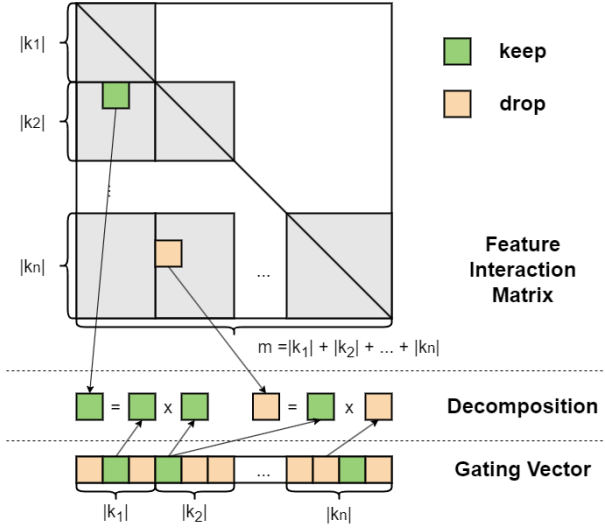 |k1|
keep
|k2|
drop
...
|kn|
...
Feature
Interaction
Matrix
m =|k1| + |k2| + ... + |kn|
= x
= x
Decomposition
...
Gating Vector
|k1|
|k2|
|kn|